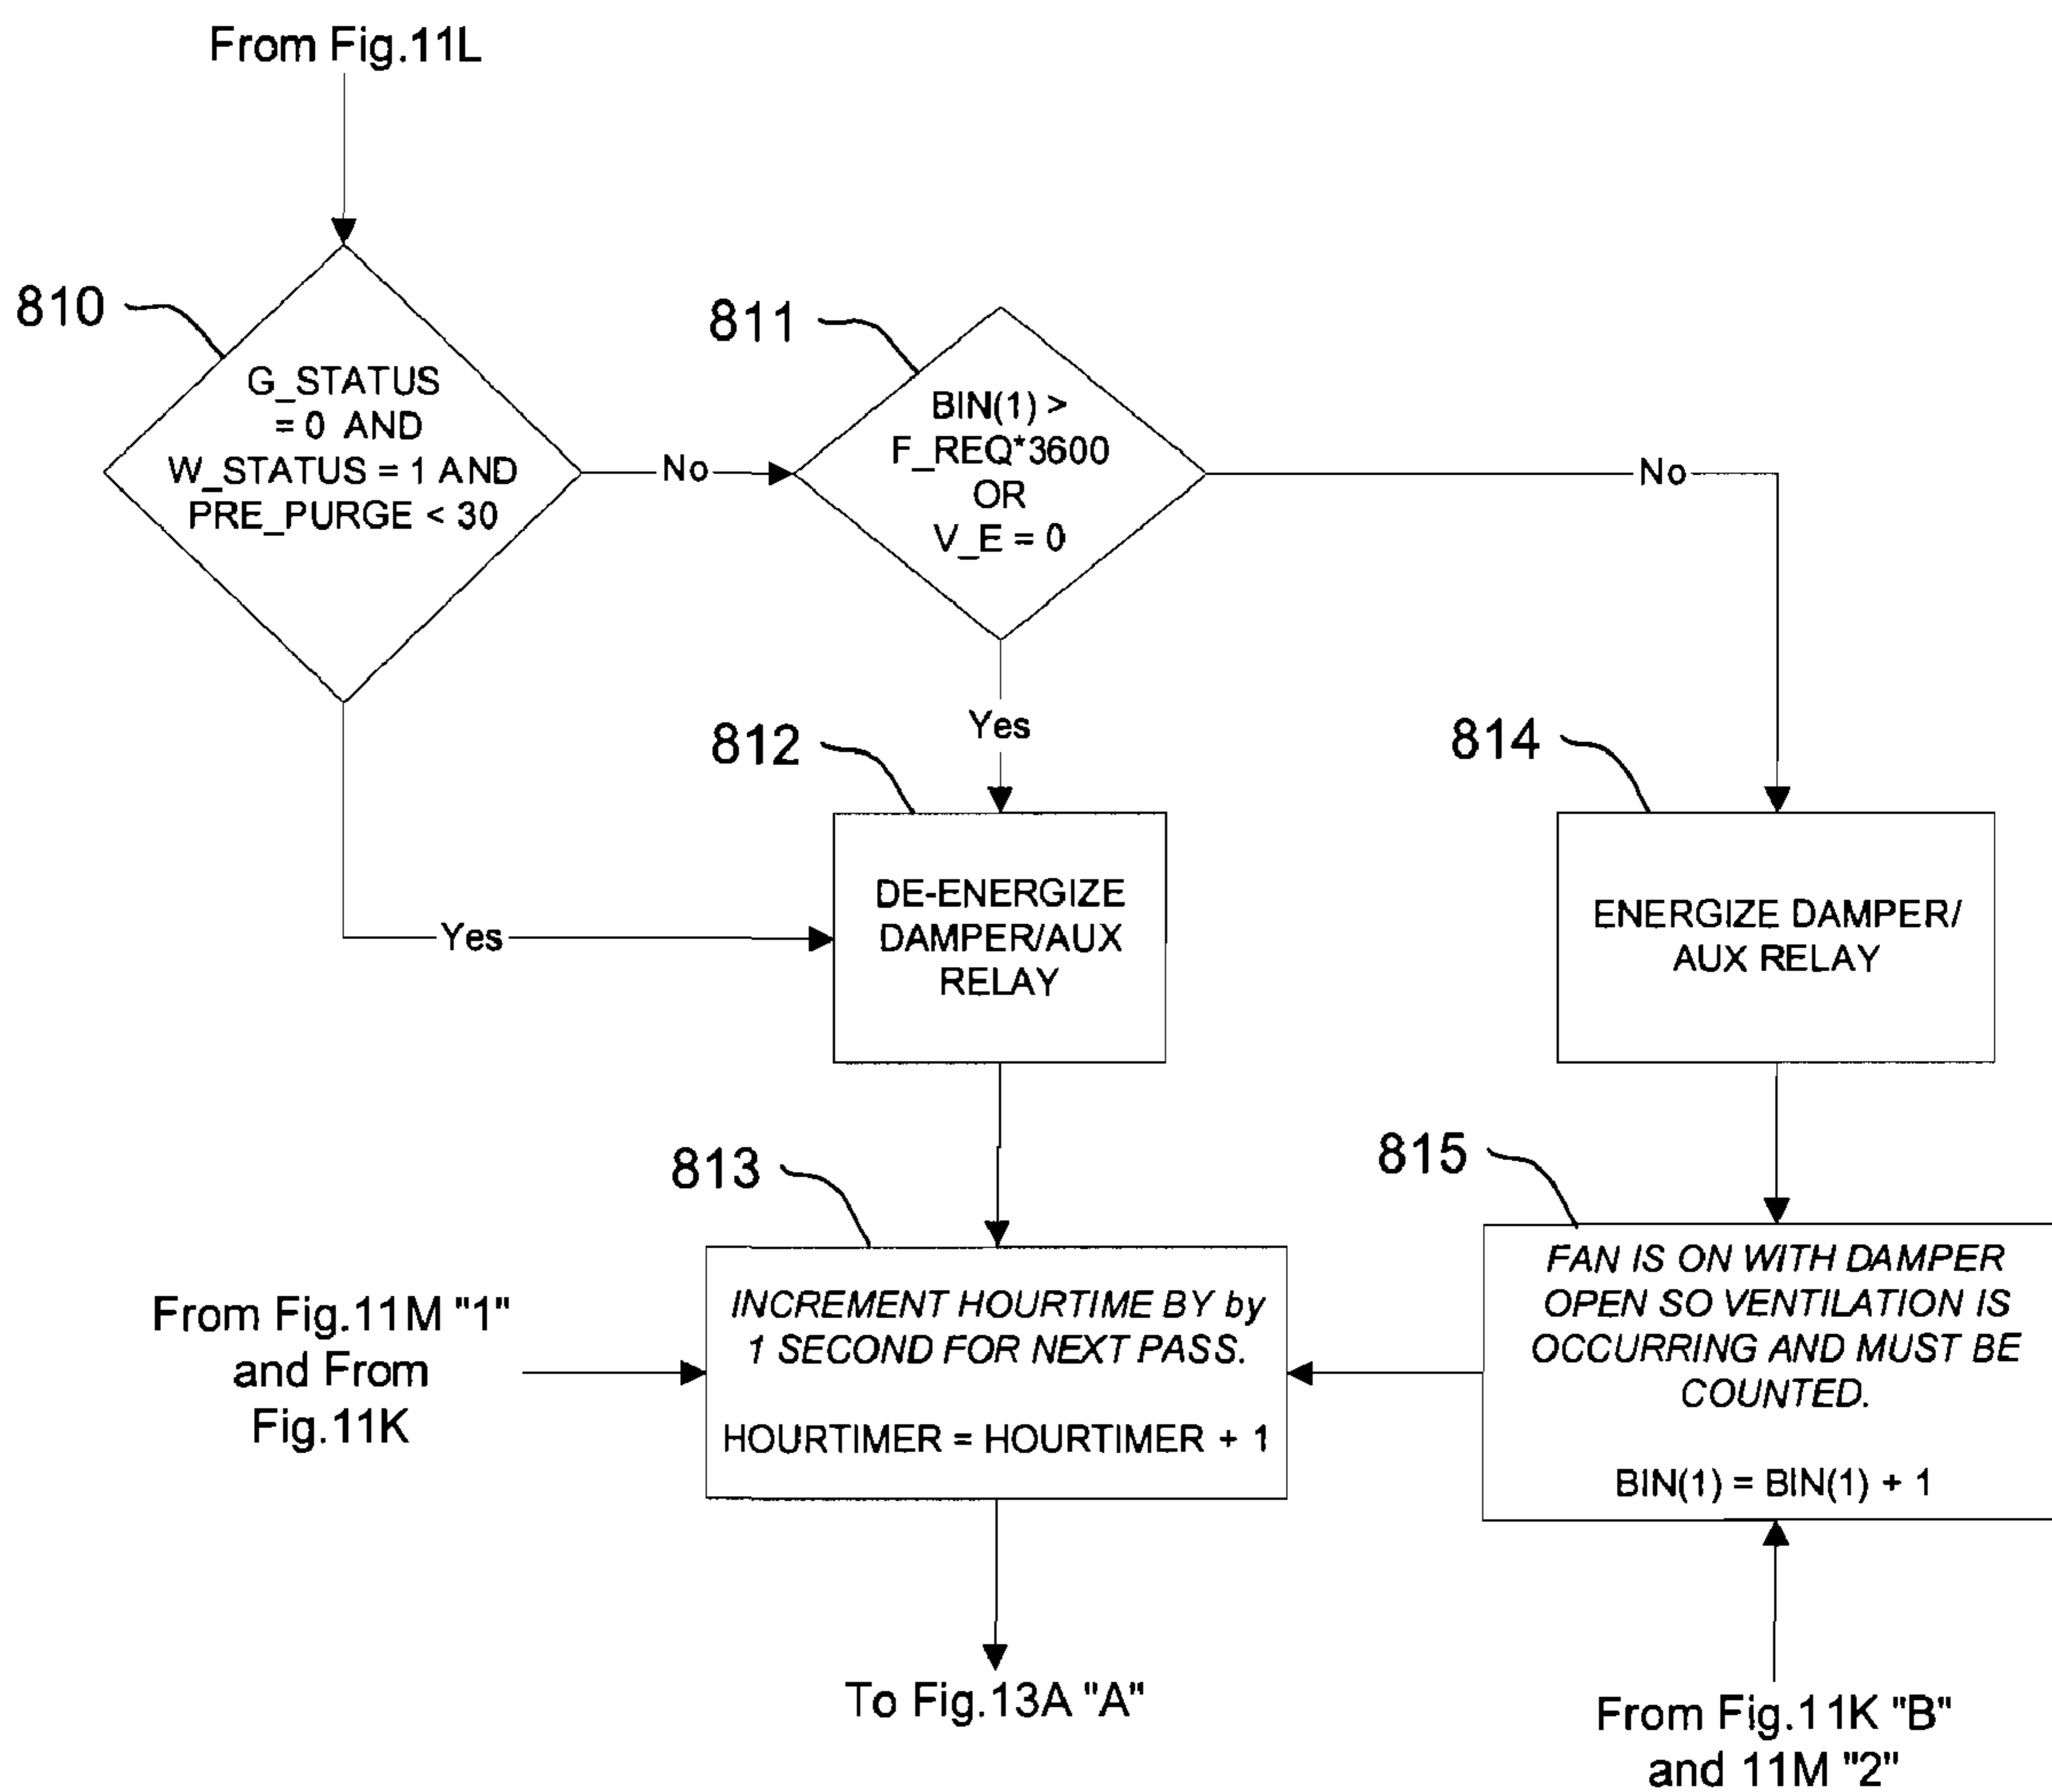 From Fig.11L
810
G_STATUS
= 0 AND
W_STATUS = 1 AND
PRE_PURGE < 30
No
811
BIN(1) >
F_REQ*3600
OR
V_E = 0
No
Yes
812
DE-ENERGIZE
DAMPER/AUX
RELAY
Yes
814
ENERGIZE DAMPER/
AUX RELAY
813
INCREMENT HOURTIME BY by
1 SECOND FOR NEXT PASS.
HOURTIMER = HOURTIMER + 1
815
FAN IS ON WITH DAMPER
OPEN SO VENTILATION IS
OCCURRING AND MUST BE
COUNTED.
BIN(1) = BIN(1) + 1
From Fig.11M "1"
and From
Fig.11K
To Fig.13A "A"
From Fig.11K "B"
and 11M "2"